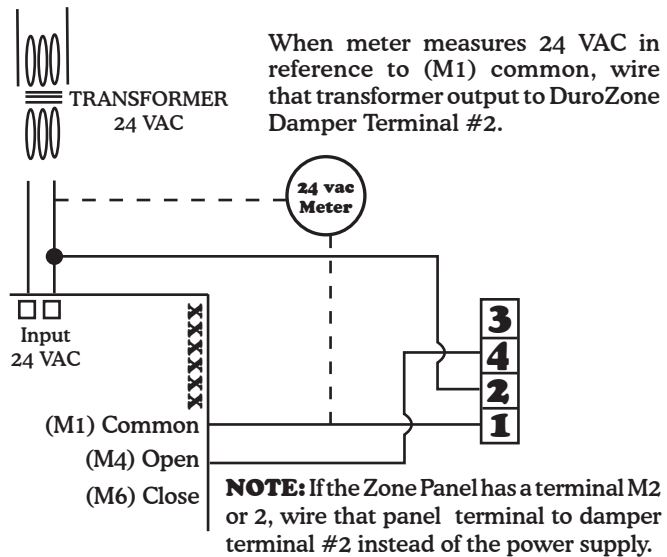 When meter measures 24 VAC in
reference to (M1) common, wire
that transformer output to DuroZone
Damper Terminal #2.
TRANSFORMER
24 VAC
24 vac
Meter
Input
24 VAC
XXXXXX
3
4
2
1
(M1) Common
(M4) Open
(M6) Close
NOTE: If the Zone Panel has a terminal M2
or 2, wire that panel terminal to damper
terminal #2 instead of the power supply.